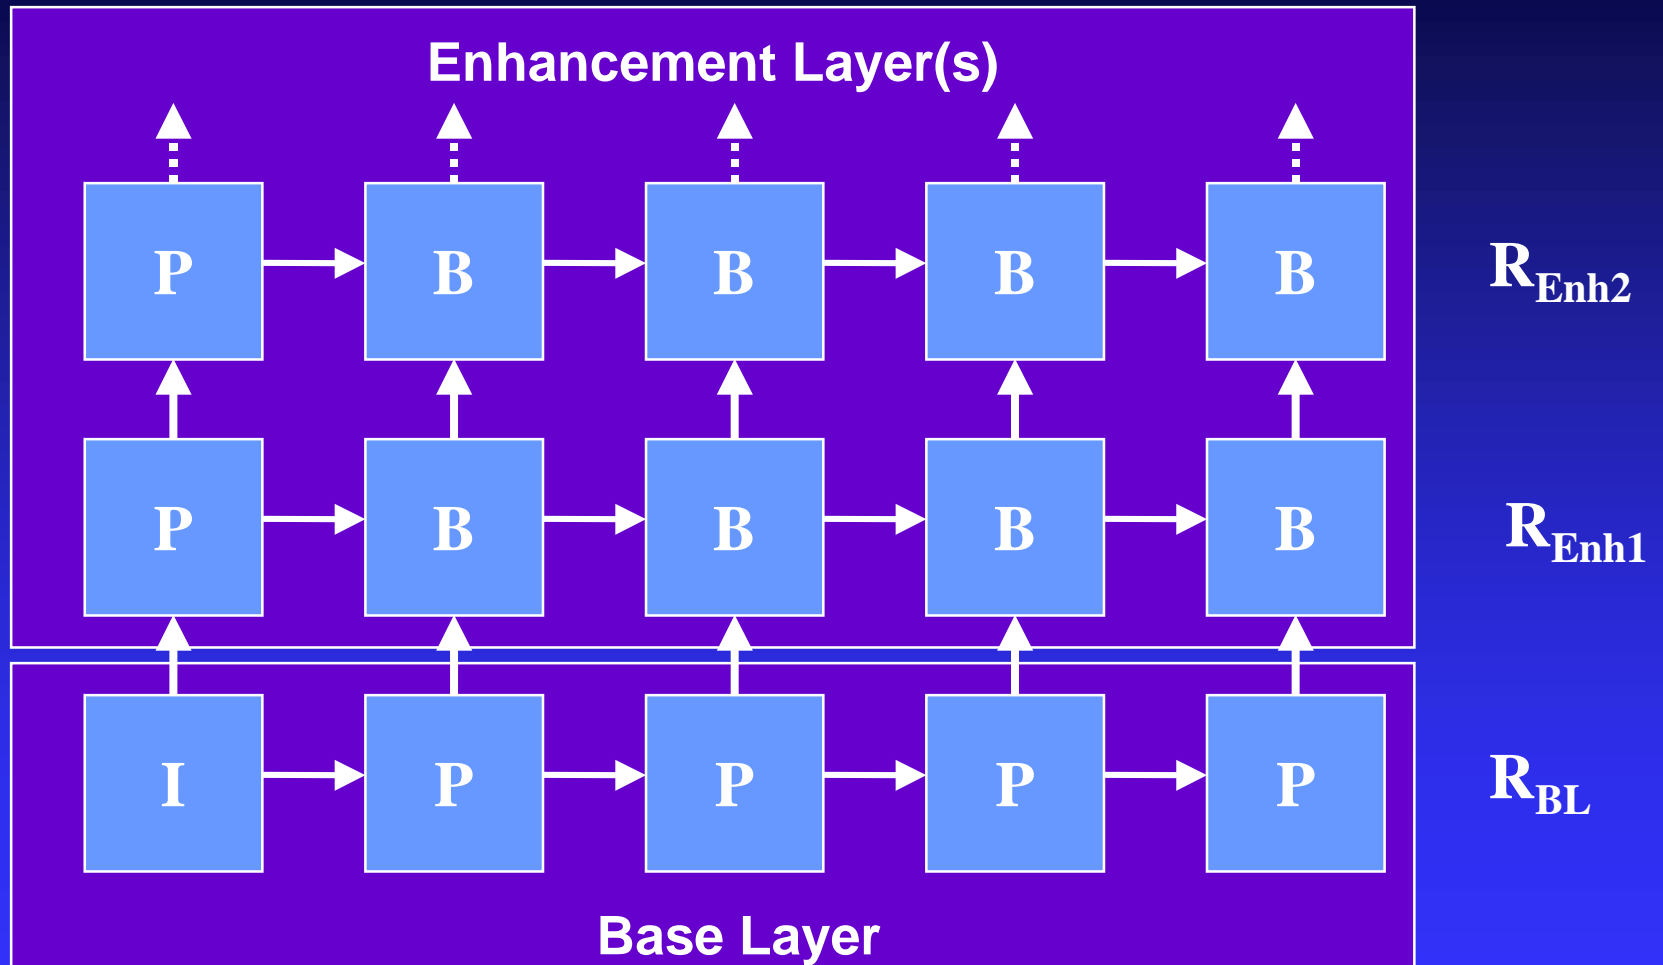 Enhancement Layer(s)
P B B B B R_Enh2
P B B B B R_Enh1
I P P P P R_BL
Base Layer